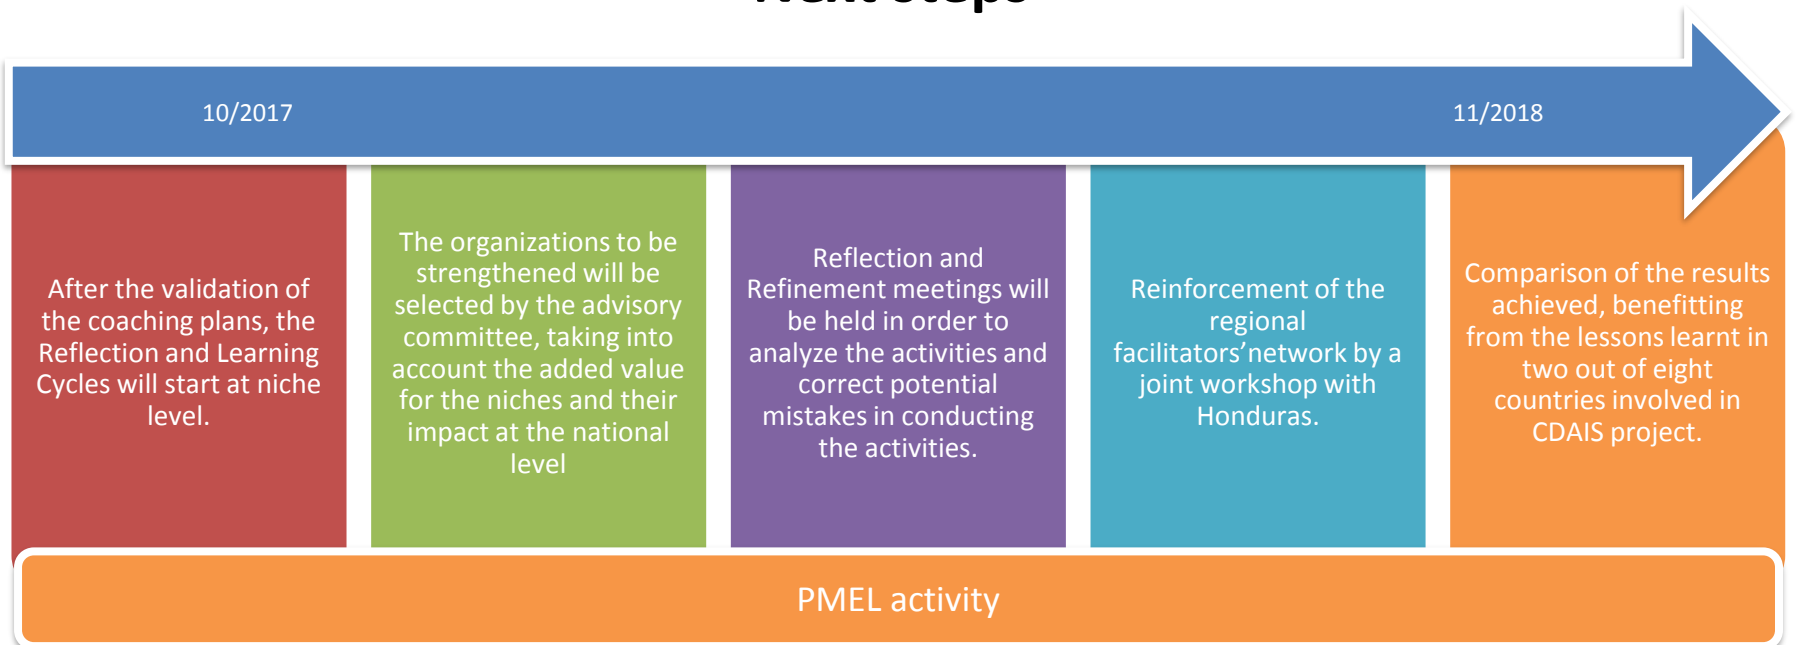 Next steps
10/2017
11/2018
After the validation of
the coaching plans, the
Reflection and Learning
Cycles will start at niche
level.
The organizations to be
strengthened will be
selected by the advisory
committee, taking into
account the added value
for the niches and their
impact at the national
level
Reflection and
Refinement meetings will
be held in order to
analyze the activities and
correct potential
mistakes in conducting
the activities.
Reinforcement of the
regional
facilitators’network by a
joint workshop with
Honduras.
Comparison of the results
achieved, benefitting
from the lessons learnt in
two out of eight
countries involved in
CDAIS project.
PMEL activity